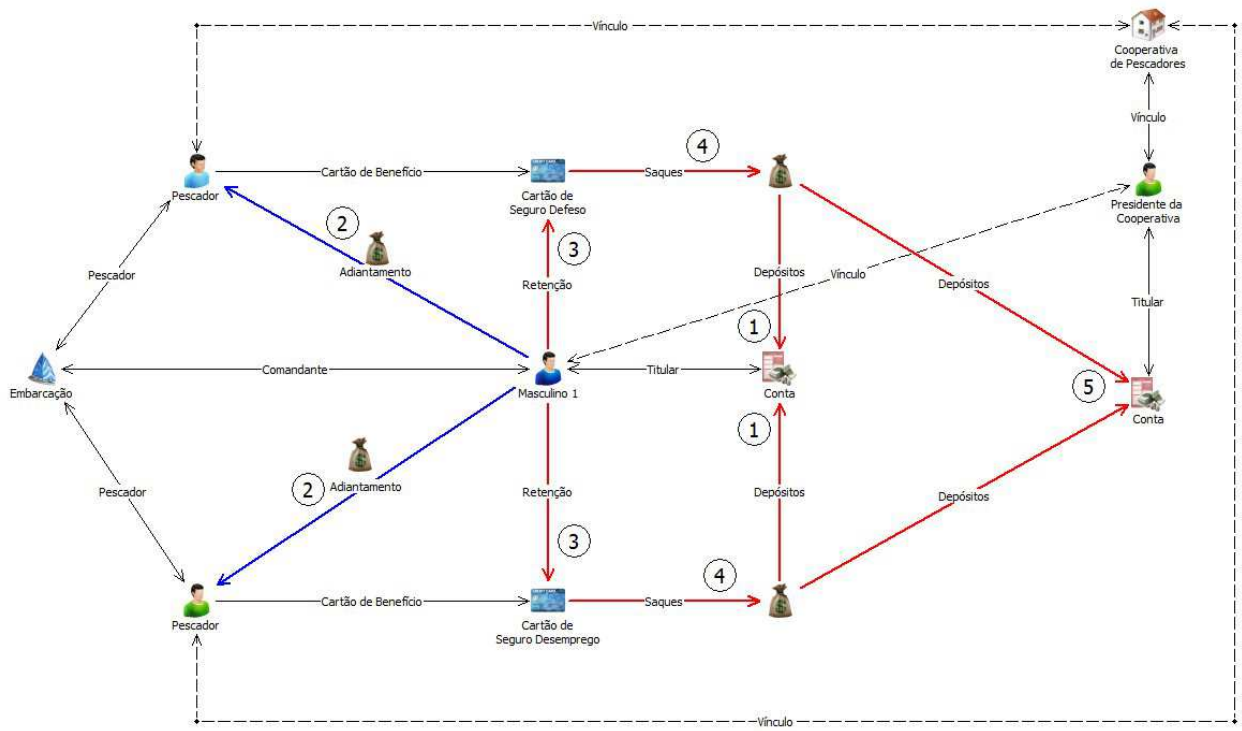 Vínculo
Cooperativa
de Pescadores
Vínculo
4
Pescador
Cartão de Benefício
Cartão de
Seguro Defeso
Saques
Presidente da
Cooperativa
2
Adiantamento
3
Retenção
Depósitos
Vínculo
Depósitos
Pescador
Titular
1
Embarcação
Comandante
Masculino 1
Titular
Conta
5
Conta
1
2
Adiantamento
Pescador
Retenção
Depósitos
Depósitos
3
4
Pescador
Cartão de Benefício
Cartão de
Seguro Desemprego
Saques
Vínculo